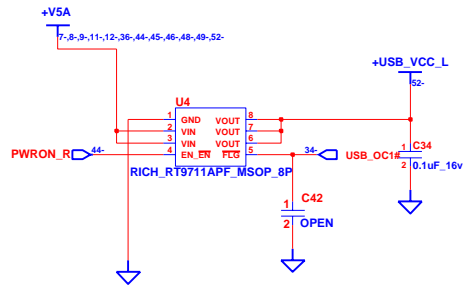 +V5A
7-,8-,9-,11-,12-,36-,44-,45-,46-,48-,49-,52-
+USB_VCC_L
52-
U4
1 GND VOUT 8
2 VIN VOUT 7
3 VIN VOUT 6
4 EN_EN FLG 5
PWRON_R 44-
34- USB_OC1#
RICH_RT9711APF_MSOP_8P
1 C34
2 0.1uF_16v
1 C42
2 OPEN